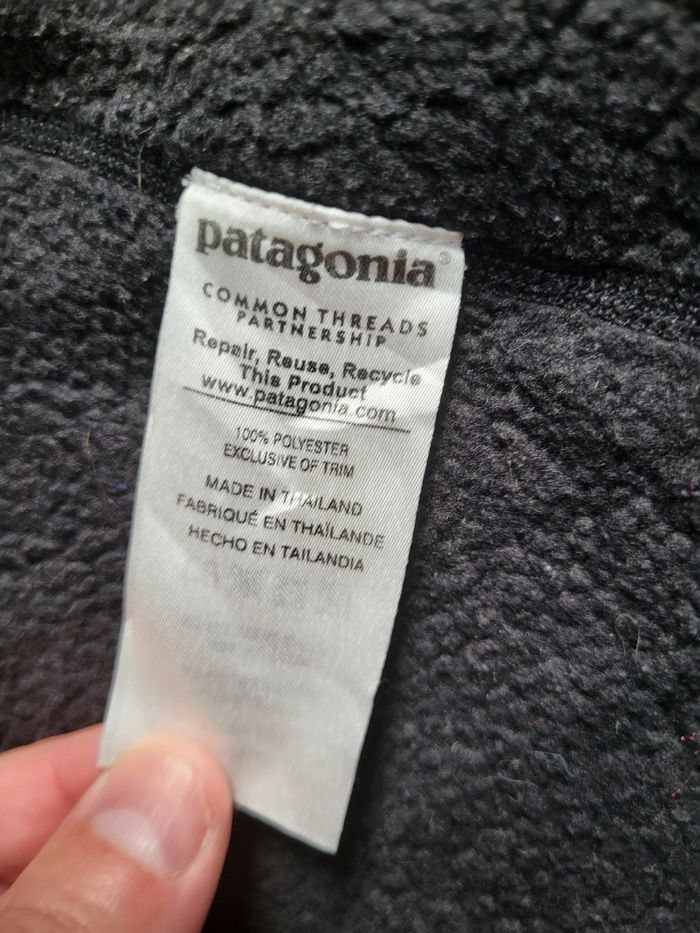 patagonia®
COMMON THREADS
PARTNERSHIP
Repair, Reuse, Recycle
This Product
www.patagonia.com
100% POLYESTER
EXCLUSIVE OF TRIM
MADE IN THAILAND
FABRIQUÉ EN THAÏLANDE
HECHO EN TAILANDIA